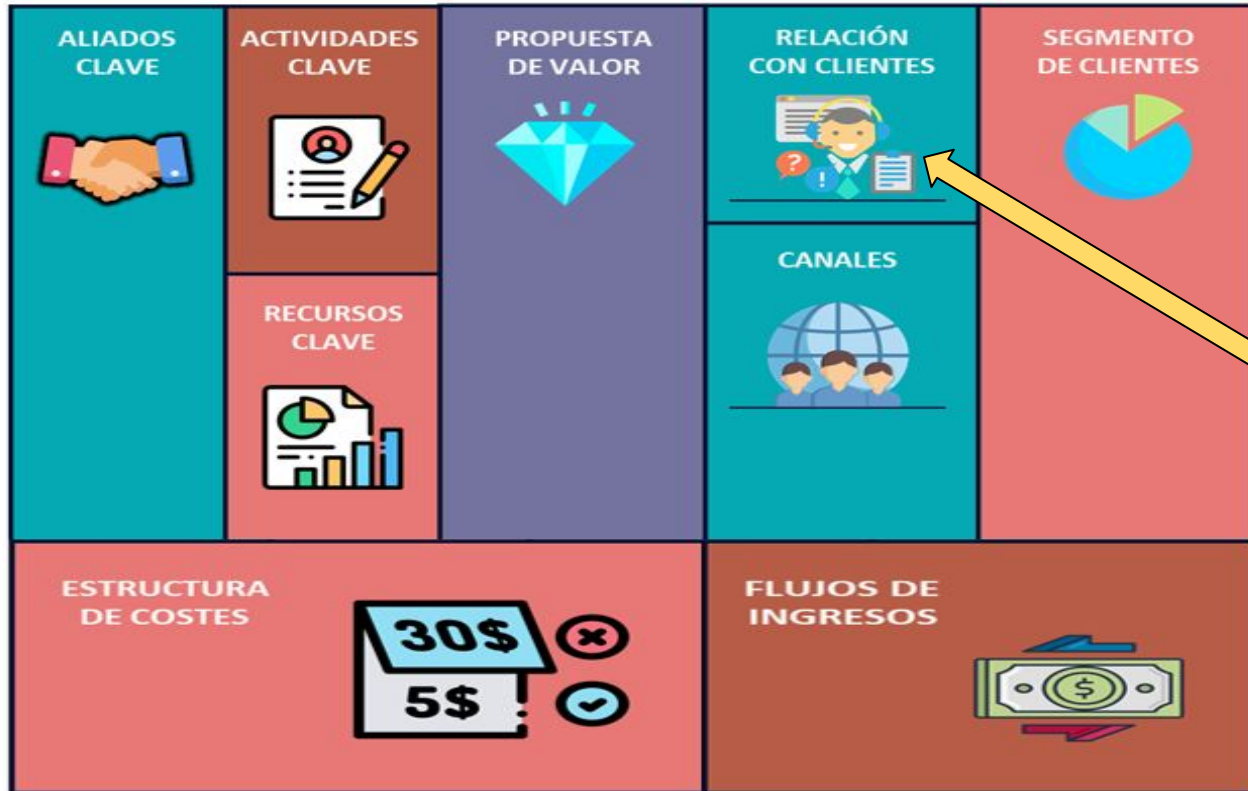 ALIADOS
CLAVE
ACTIVIDADES
CLAVE
PROPUESTA
DE VALOR
RELACIÓN
CON CLIENTES
SEGMENTO
DE CLIENTES
?
!
CANALES
RECURSOS
CLAVE
ESTRUCTURA
DE COSTES
30$
5$
FLUJOS DE
INGRESOS
$